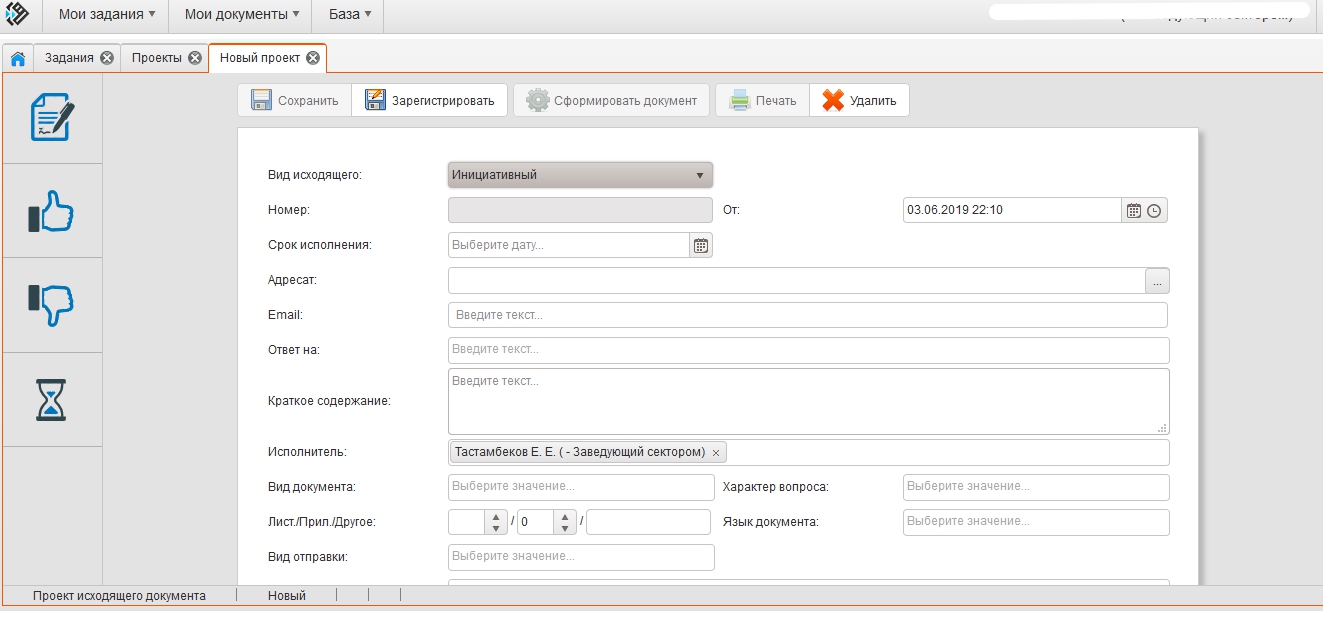 Мои задания ▾ Мои документы ▾ База ▾
Задания Проекты Новый проект
Сохранить Зарегистрировать Сформировать документ Печать Удалить
Вид исходящего: Инициативный
Номер: От: 03.06.2019 22:10
Срок исполнения: Выберите дату...
Адресат: ...
Email: Введите текст...
Ответ на: Введите текст...
Краткое содержание: Введите текст...
Исполнитель: Тастамбеков Е. Е. ( - Заведующий сектором) ×
Вид документа: Выберите значение... Характер вопроса: Выберите значение...
Лист./Прил./Другое: / 0 / Язык документа: Выберите значение...
Вид отправки: Выберите значение...
Проект исходящего документа Новый